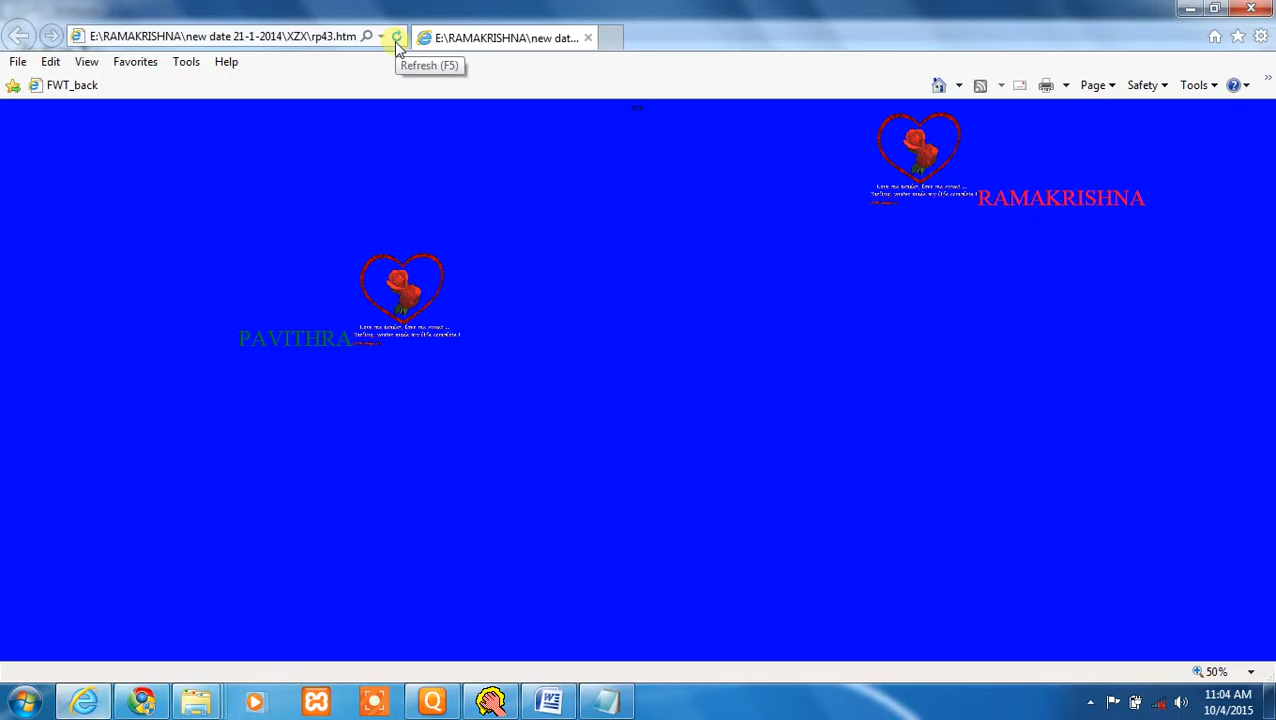 E:\RAMAKRISHNA\new date 21-1-2014\XZX\rp43.htm
E:\RAMAKRISHNA\new dat...
Refresh (F5)
File Edit View Favorites Tools Help
FWT_back
Page Safety Tools
RAMAKRISHNA
PAVITHRA
50%
11:04 AM
10/4/2015